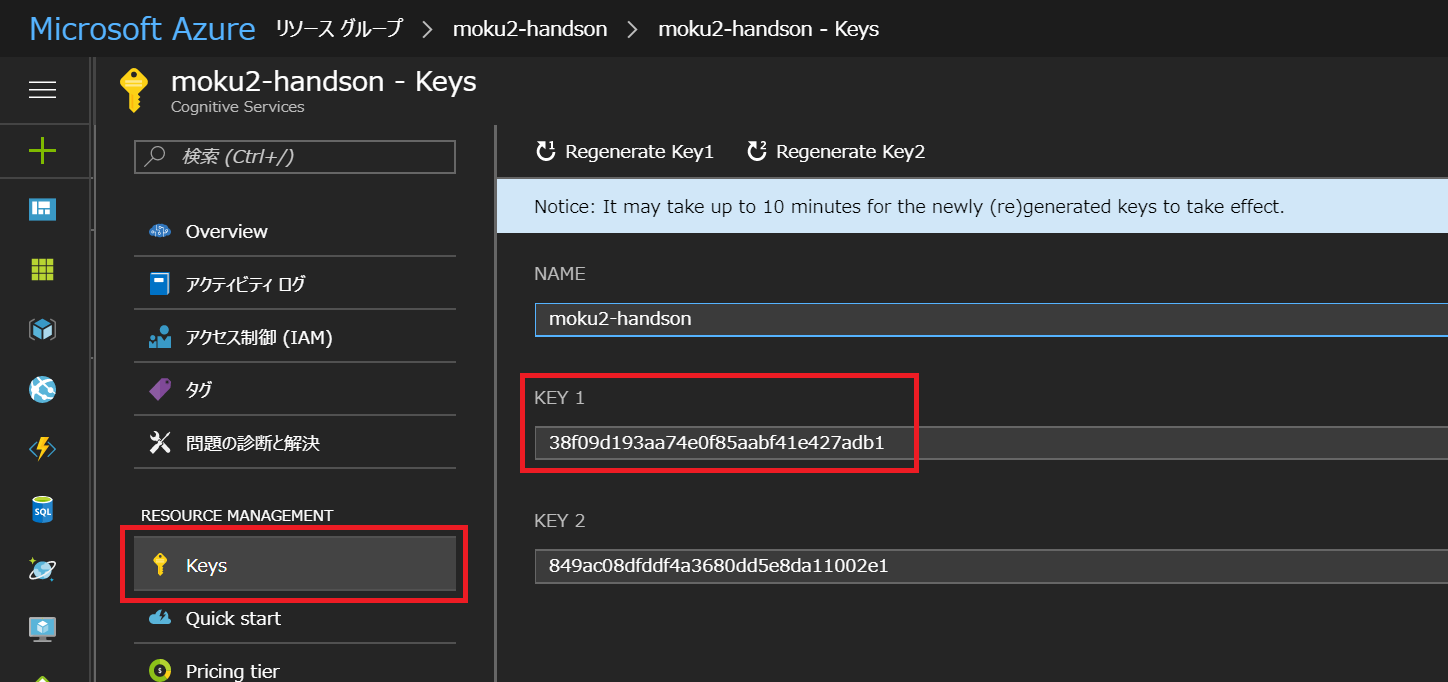 Microsoft Azure リソース グループ > moku2-handson > moku2-handson - Keys
moku2-handson - Keys
Cognitive Services
検索 (Ctrl+/)
Overview
アクティビティ ログ
アクセス制御 (IAM)
タグ
問題の診断と解決
RESOURCE MANAGEMENT
Keys
Quick start
Pricing tier
SQL
Regenerate Key1 Regenerate Key2
Notice: It may take up to 10 minutes for the newly (re)generated keys to take effect.
NAME
moku2-handson
KEY 1
38f09d193aa74e0f85aabf41e427adb1
KEY 2
849ac08dfddf4a3680dd5e8da11002e1